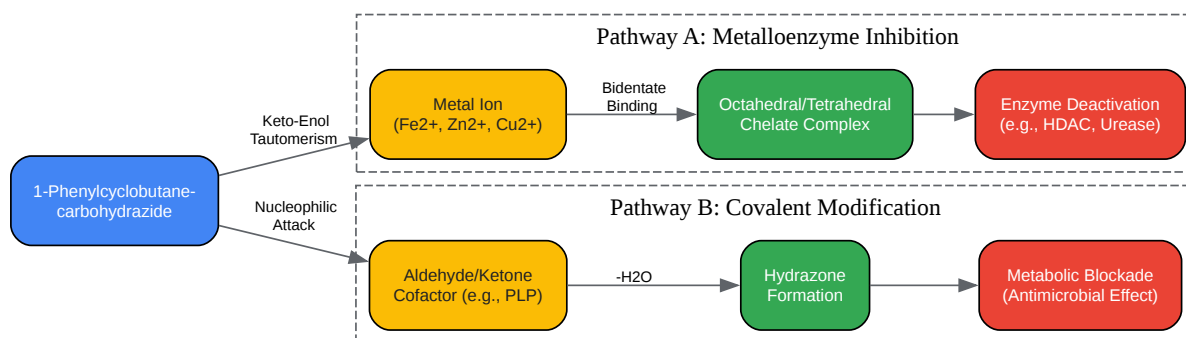 Pathway A: Metalloenzyme Inhibition
Keto-Enol
Tautomerism
Metal Ion
(Fe2+, Zn2+, Cu2+)
Bidentate
Binding
Octahedral/Tetrahedral
Chelate Complex
Enzyme Deactivation
(e.g., HDAC, Urease)
1-Phenylcyclobutane-
carbohydrazide
Pathway B: Covalent Modification
Nucleophilic
Attack
Aldehyde/Ketone
Cofactor (e.g., PLP)
-H2O
Hydrazone
Formation
Metabolic Blockade
(Antimicrobial Effect)